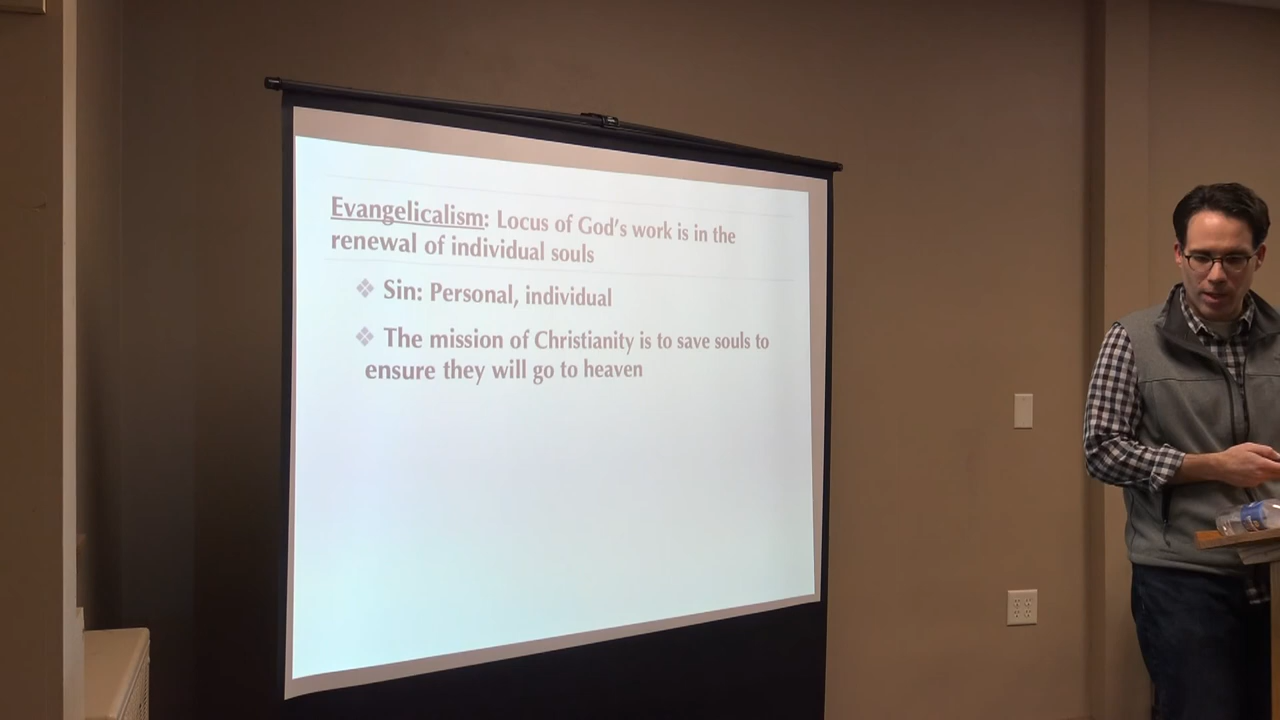 Evangelicalism: Locus of God's work is in the
renewal of individual souls
❖ Sin: Personal, individual
❖ The mission of Christianity is to save souls to
ensure they will go to heaven